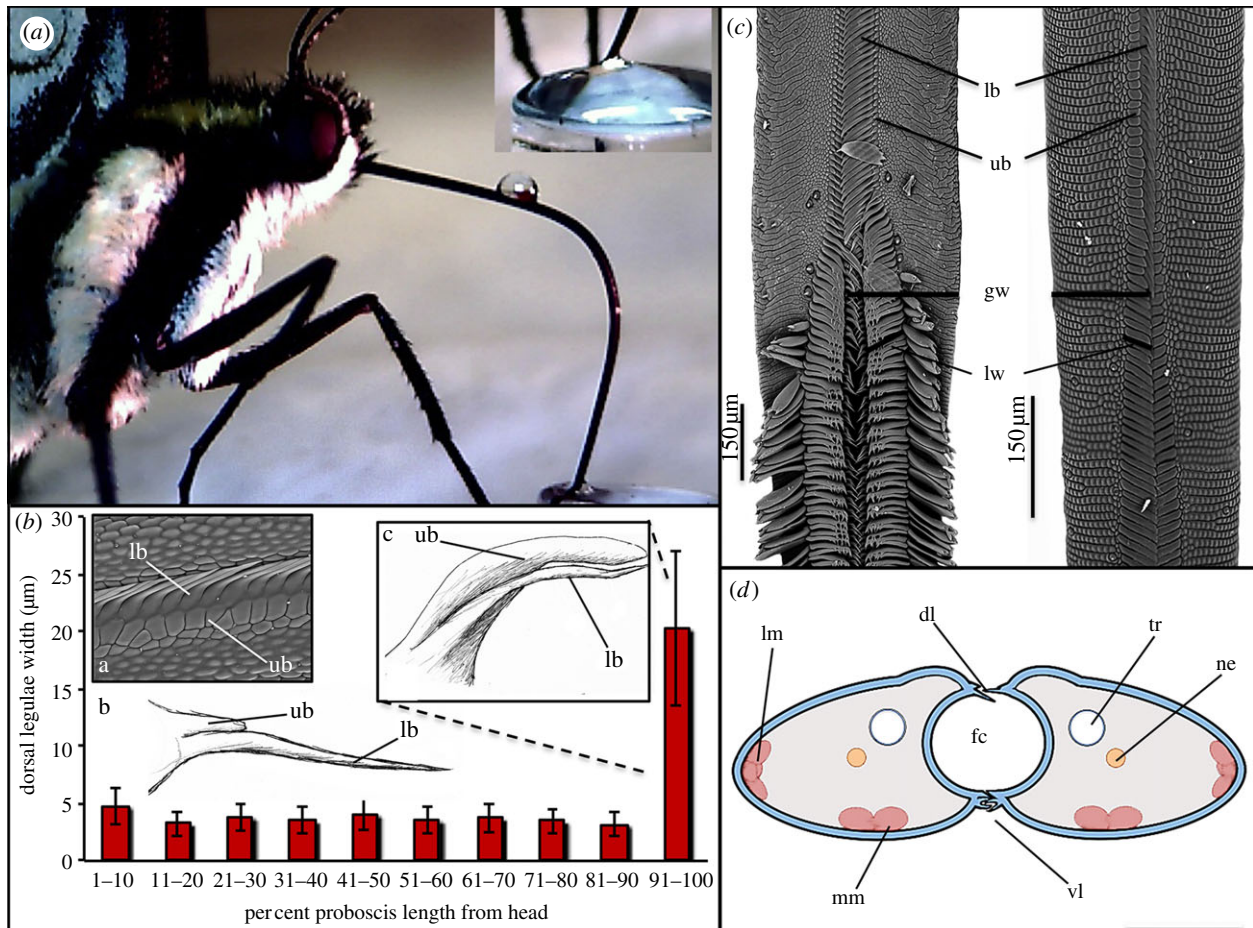 (a)
(c)
lb
ub
gw
lw
150 µm
150 µm
(b)
dorsal legulae width (µm)
30
25
20
15
10
5
0
lb
ub
a
c
ub
lb
b
ub
lb
1–10
11–20
21–30
31–40
41–50
51–60
61–70
71–80
81–90
91–100
per cent proboscis length from head
(d)
dl
tr
lm
ne
fc
mm
vl